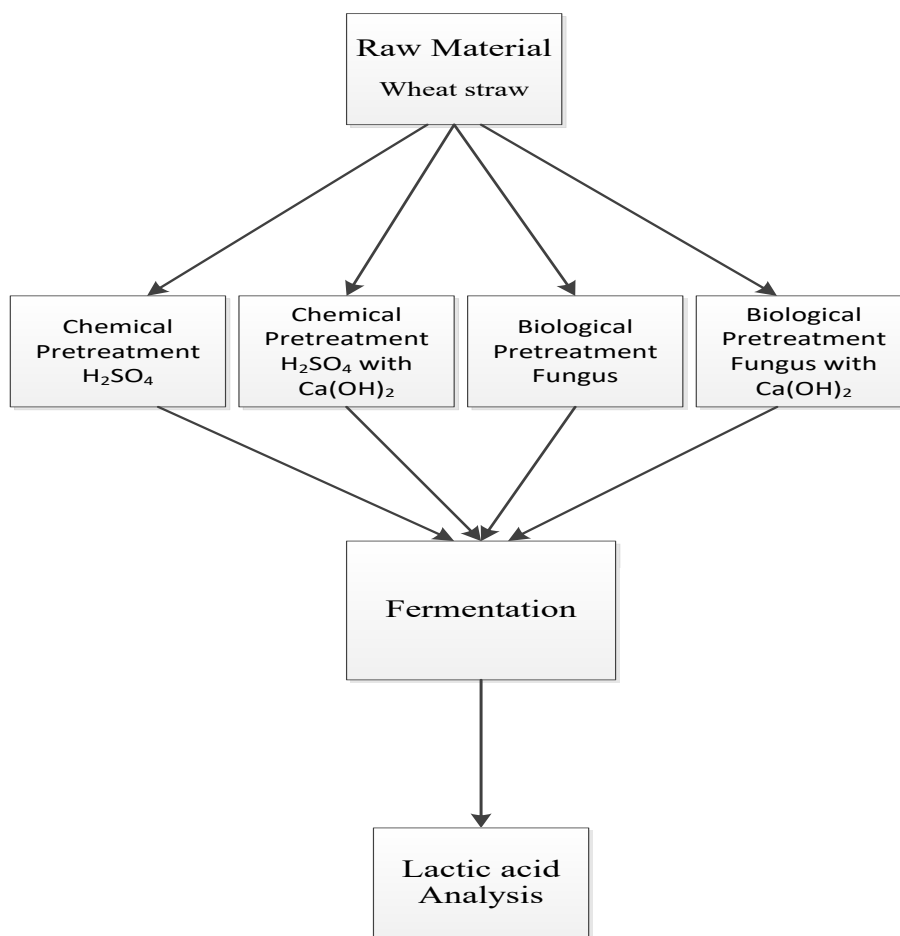 Raw Material
Wheat straw
Chemical
Pretreatment
H₂SO₄
Chemical
Pretreatment
H₂SO₄ with
Ca(OH)₂
Biological
Pretreatment
Fungus
Biological
Pretreatment
Fungus with
Ca(OH)₂
Fermentation
Lactic acid
Analysis